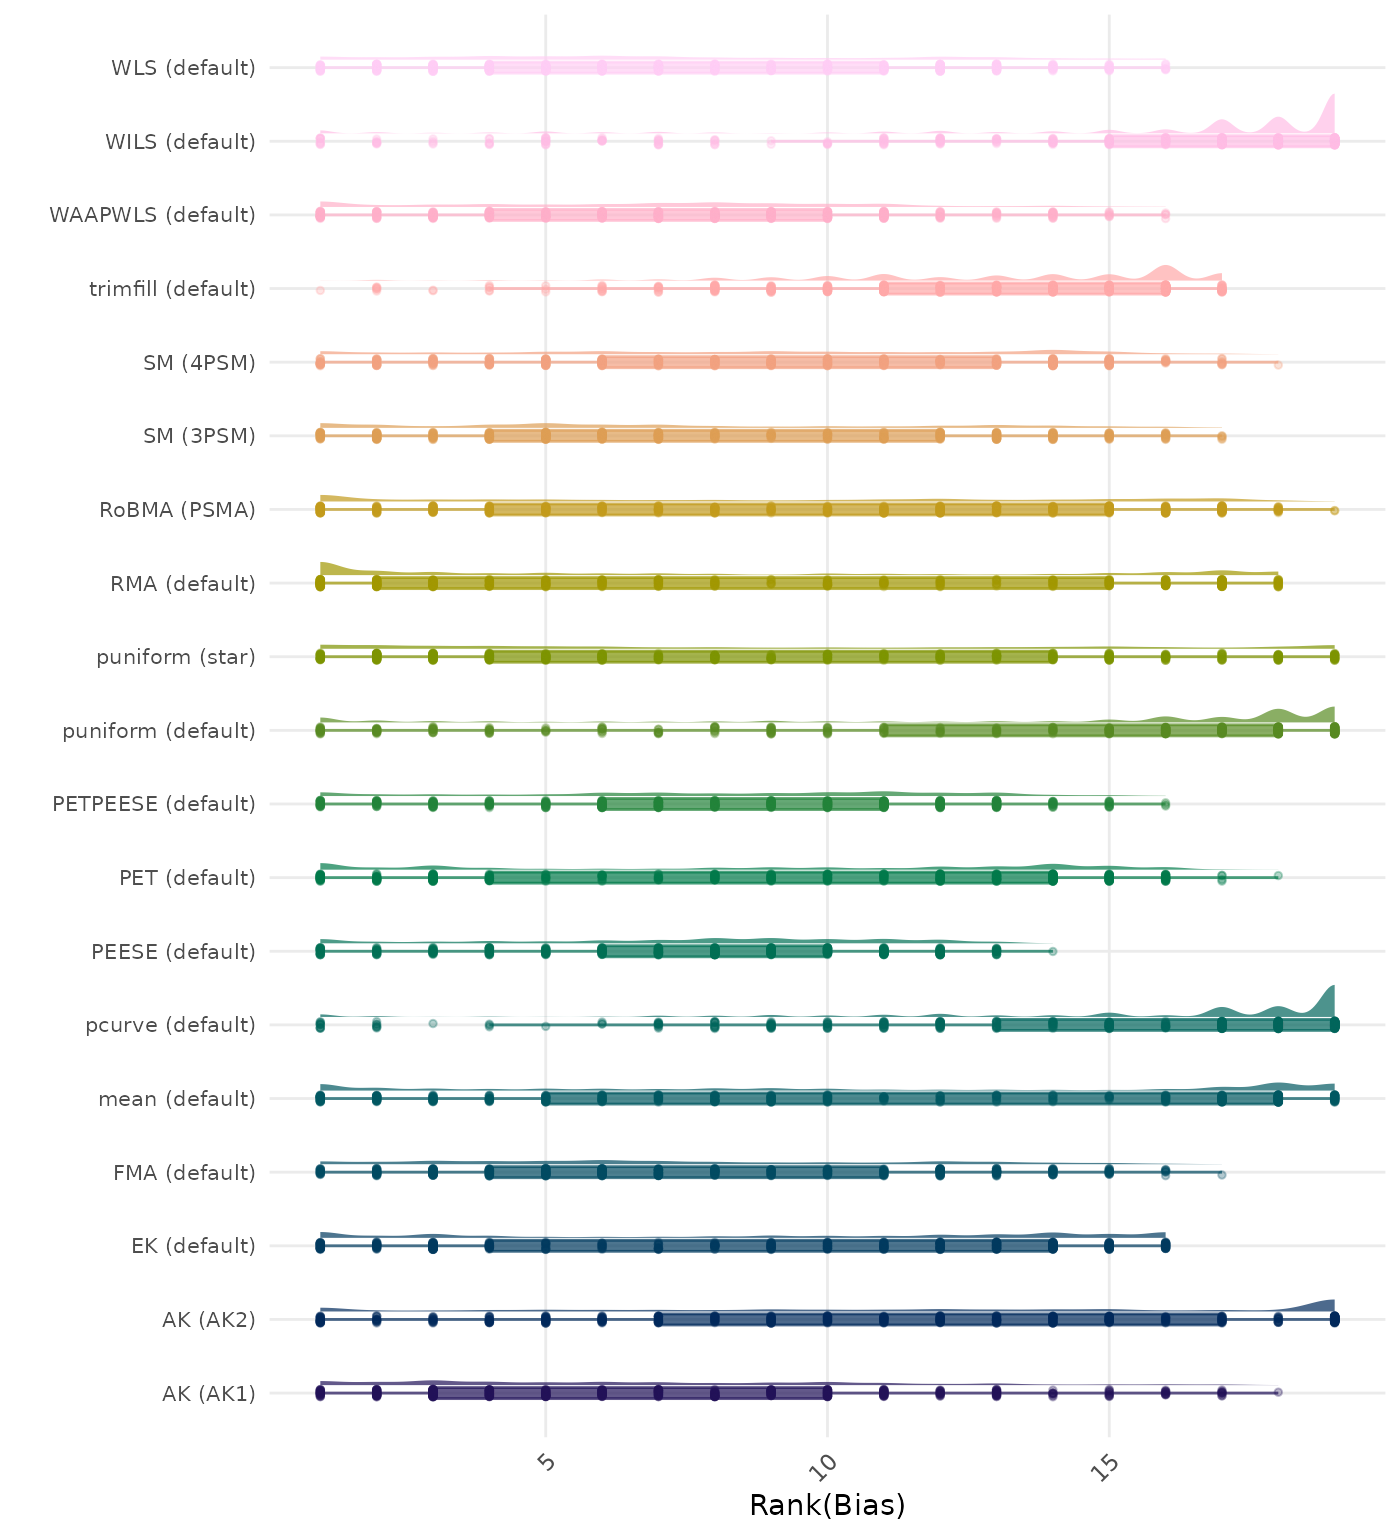 WLS (default)
WILS (default)
WAAPWLS (default)
trimfill (default)
SM (4PSM)
SM (3PSM)
RoBMA (PSMA)
RMA (default)
puniform (star)
puniform (default)
PETPEESE (default)
PET (default)
PEESE (default)
pcurve (default)
mean (default)
FMA (default)
EK (default)
AK (AK2)
AK (AK1)
5
10
15
Rank(Bias)